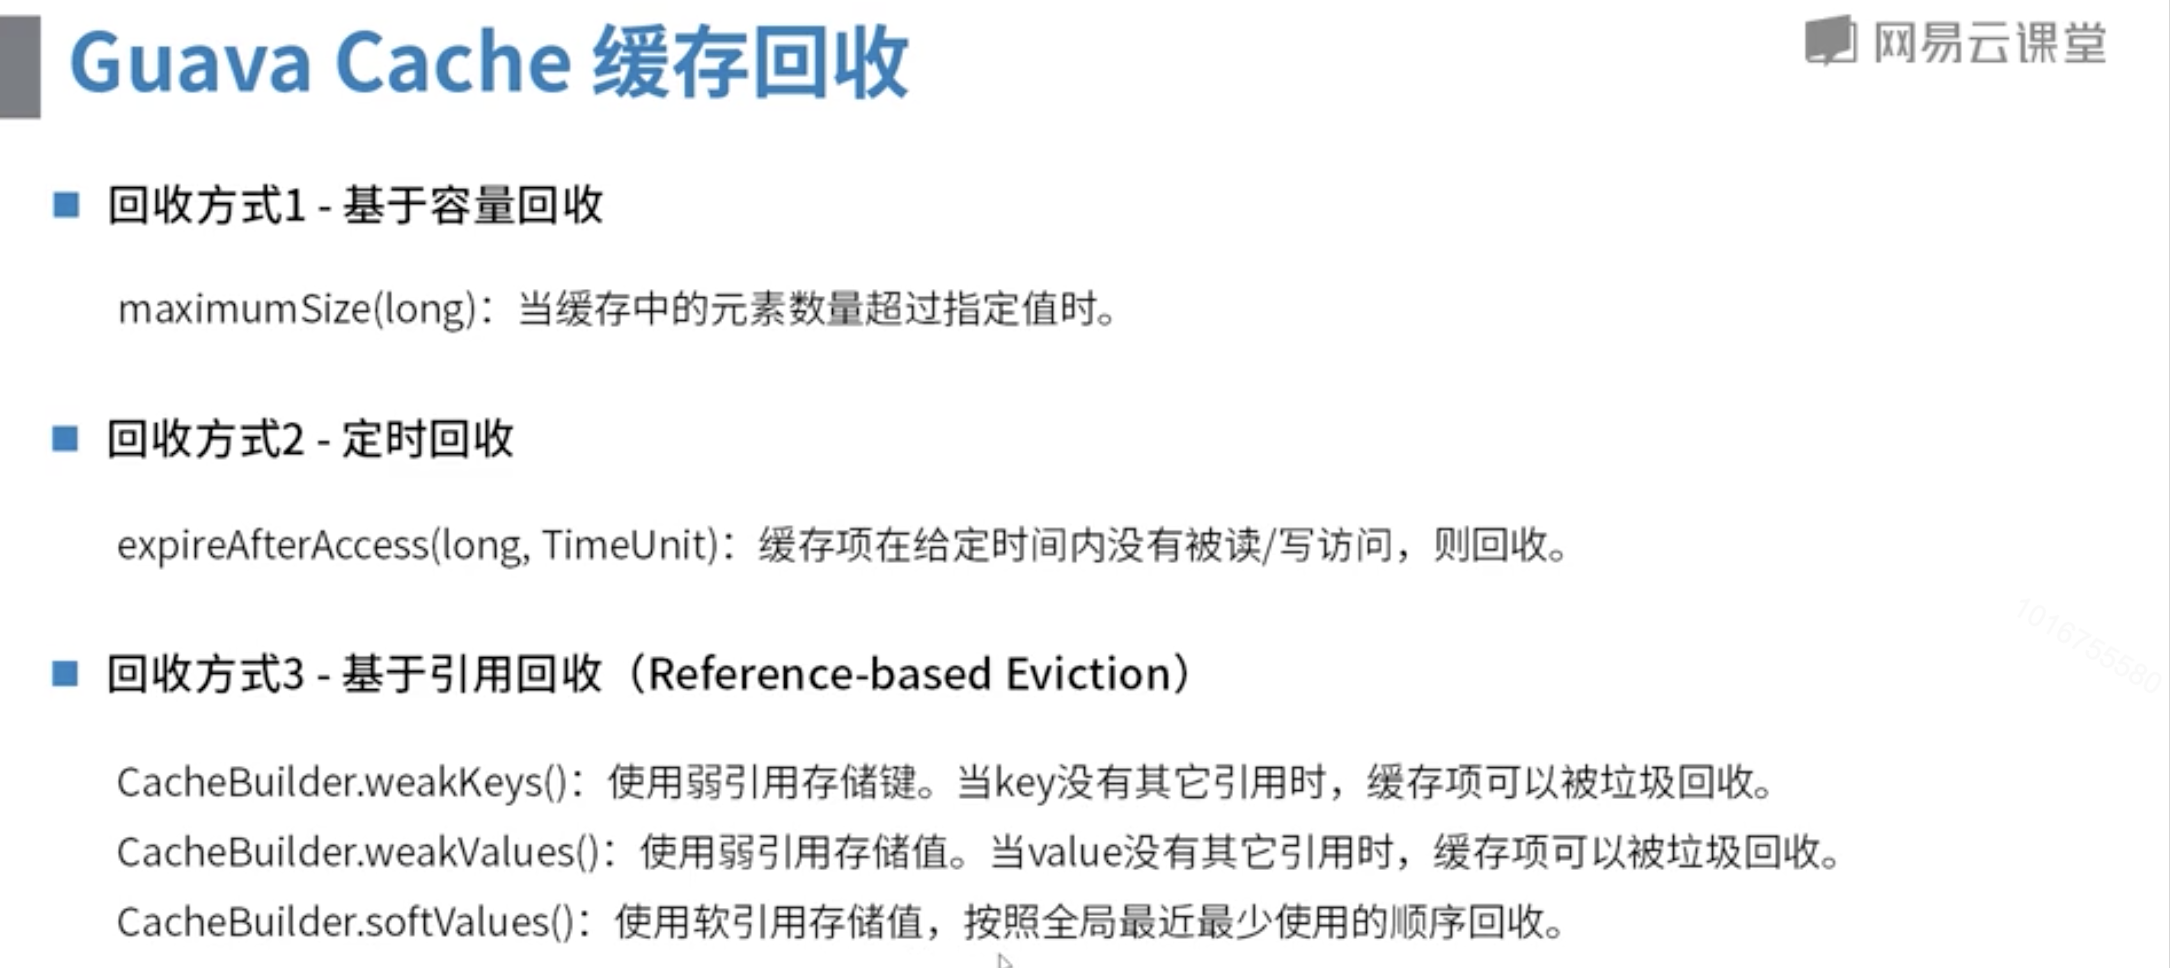 Guava Cache 缓存回收
网易云课堂
回收方式1 - 基于容量回收
maximumSize(long)：当缓存中的元素数量超过指定值时。
回收方式2 - 定时回收
expireAfterAccess(long, TimeUnit)：缓存项在给定时间内没有被读/写访问，则回收。
1016755580
回收方式3 - 基于引用回收（Reference-based Eviction）
CacheBuilder.weakKeys()：使用弱引用存储键。当key没有其它引用时，缓存项可以被垃圾回收。
CacheBuilder.weakValues()：使用弱引用存储值。当value没有其它引用时，缓存项可以被垃圾回收。
CacheBuilder.softValues()：使用软引用存储值，按照全局最近最少使用的顺序回收。